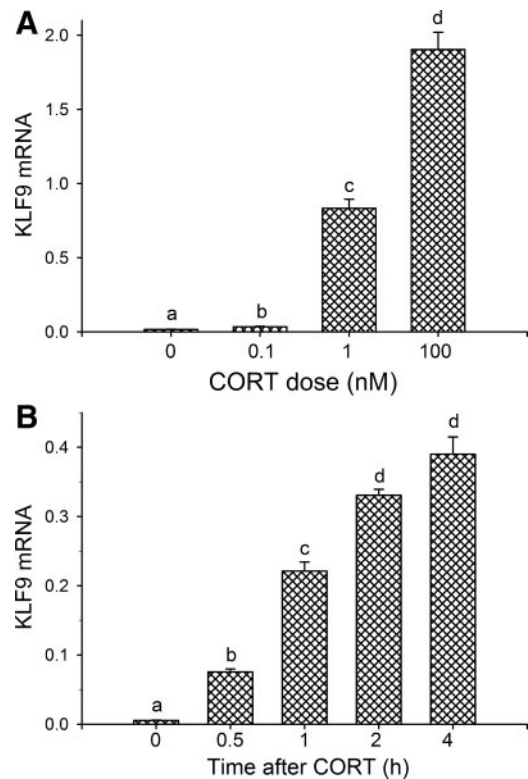 A
KLF9 mRNA
2.0
1.5
1.0
0.5
0.0
a
b
c
d
0 0.1 1 100
CORT dose (nM)
B
KLF9 mRNA
0.4
0.3
0.2
0.1
0.0
a
b
c
d
d
0 0.5 1 2 4
Time after CORT (h)